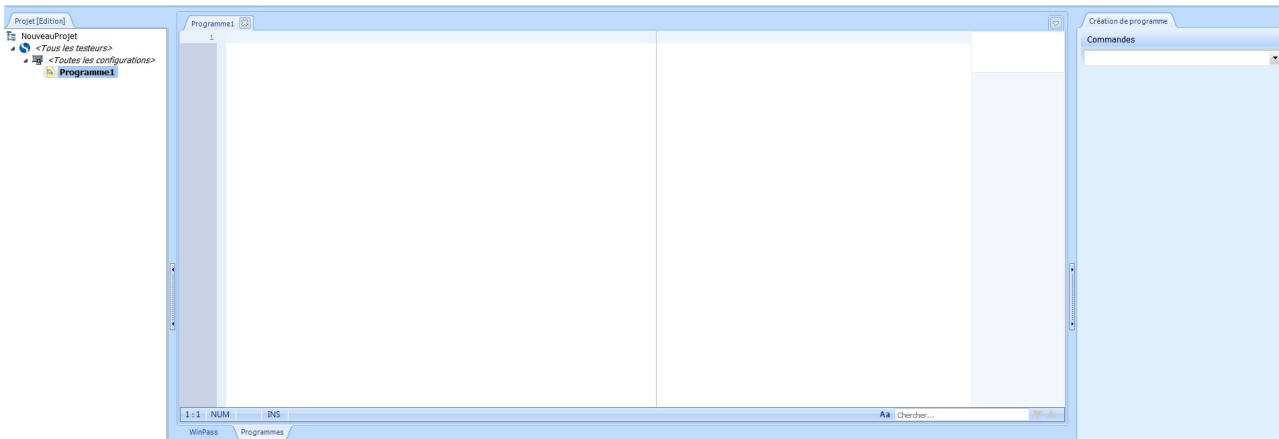 Projet [Edition]
NouveauProjet
<Tous les testeurs>
<Toutes les configurations>
Programme1
Programme1
1
1 : 1 NUM INS
Aa Chercher...
WinPass Programmes
Création de programme
Commandes